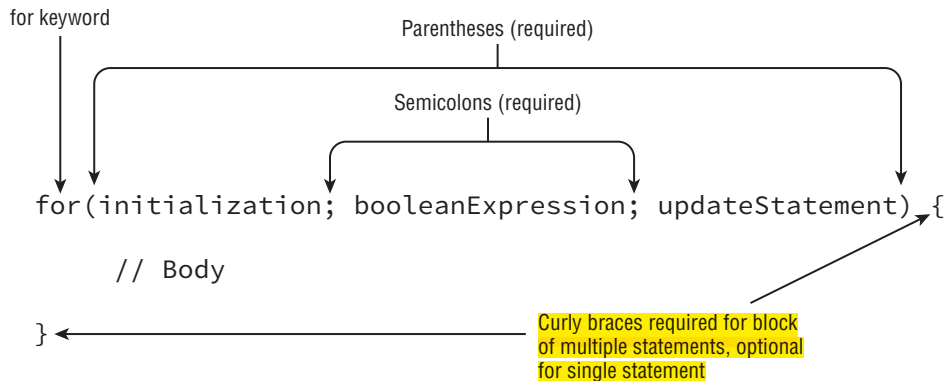 for keyword
Parentheses (required)
Semicolons (required)
for(initialization; booleanExpression; updateStatement) {
// Body
}
Curly braces required for block
of multiple statements, optional
for single statement